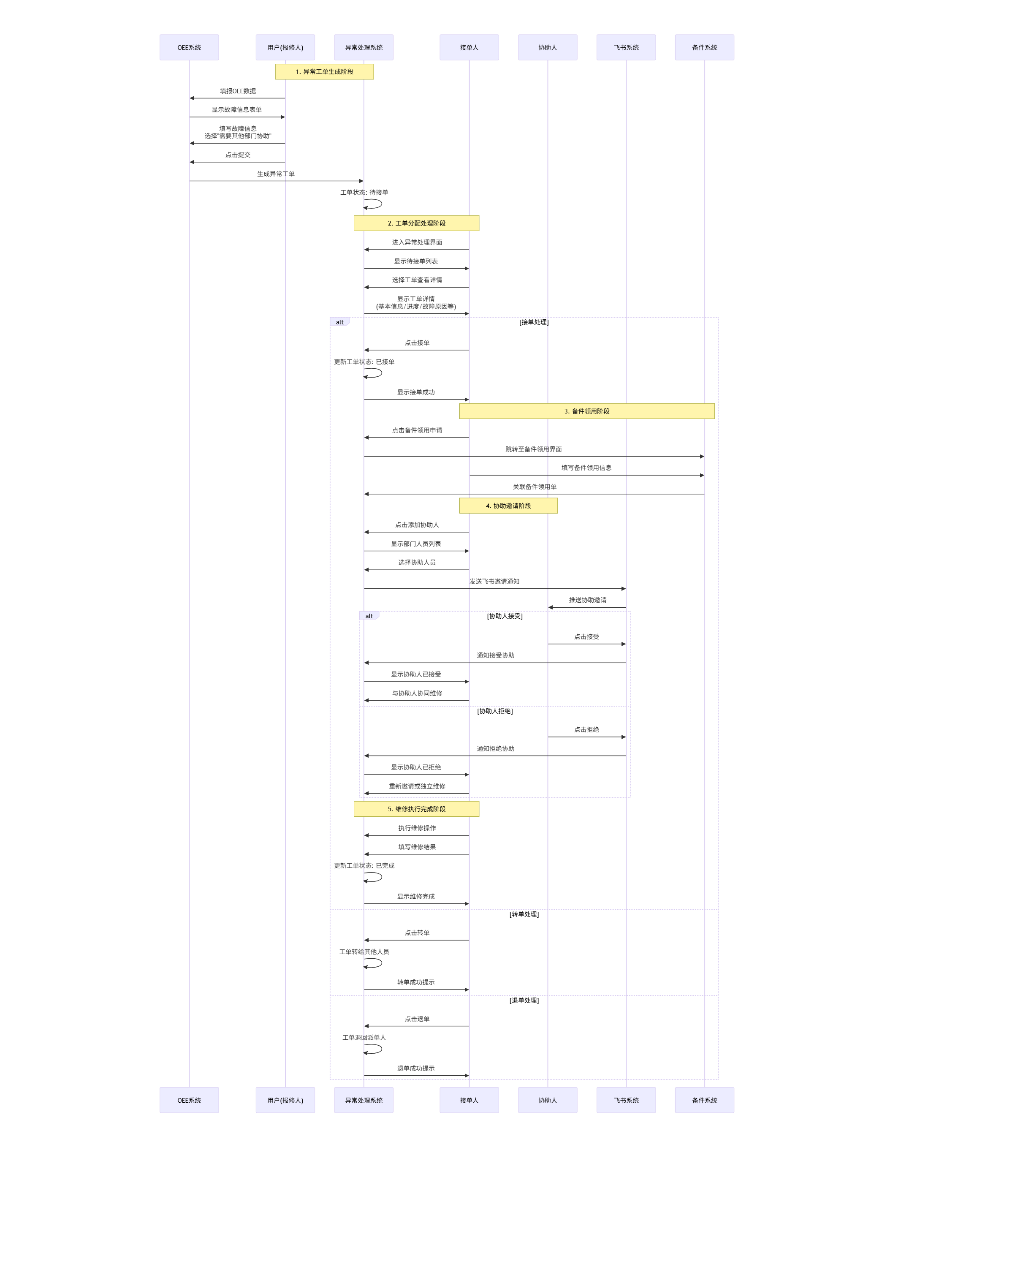 OEE系统
用户(报修人)
异常处理系统
接单人
协助人
飞书系统
备件系统
1. 异常工单生成阶段
填报OEE数据
显示故障信息表单
填写故障信息
选择"需要其他部门协助"
点击提交
生成异常工单
工单状态: 待接单
2. 工单分配处理阶段
进入异常处理界面
显示待接单列表
选择工单查看详情
显示工单详情
(基本信息/进度/故障原因等)
alt
[接单处理]
点击接单
更新工单状态: 已接单
显示接单成功
3. 备件领用阶段
点击备件领用申请
跳转至备件领用界面
填写备件领用信息
关联备件领用单
4. 协助邀请阶段
点击添加协助人
显示部门人员列表
选择协助人员
发送飞书邀请通知
推送协助邀请
alt
[协助人接受]
点击接受
通知接受协助
显示协助人已接受
与协助人协同维修
[协助人拒绝]
点击拒绝
通知拒绝协助
显示协助人已拒绝
重新邀请或独立维修
5. 维修执行完成阶段
执行维修操作
填写维修结果
更新工单状态: 已完成
显示维修完成
[转单处理]
点击转单
工单转给其他人员
转单成功提示
[退单处理]
点击退单
工单退回派单人
退单成功提示
OEE系统
用户(报修人)
异常处理系统
接单人
协助人
飞书系统
备件系统